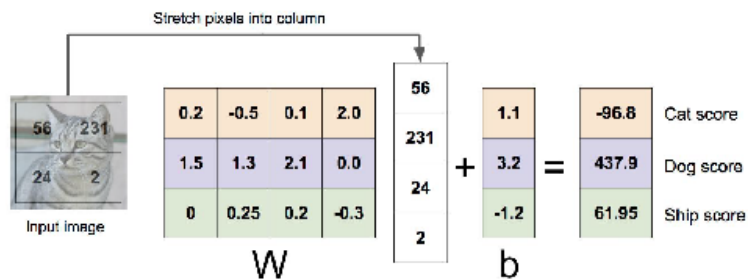 Stretch pixels into column
56 231
24 2
Input image
0.2 -0.5 0.1 2.0
1.5 1.3 2.1 0.0
0 0.25 0.2 -0.3
W
56
231
24
2
+
1.1
3.2
-1.2
b
=
-96.8 Cat score
437.9 Dog score
61.95 Ship score